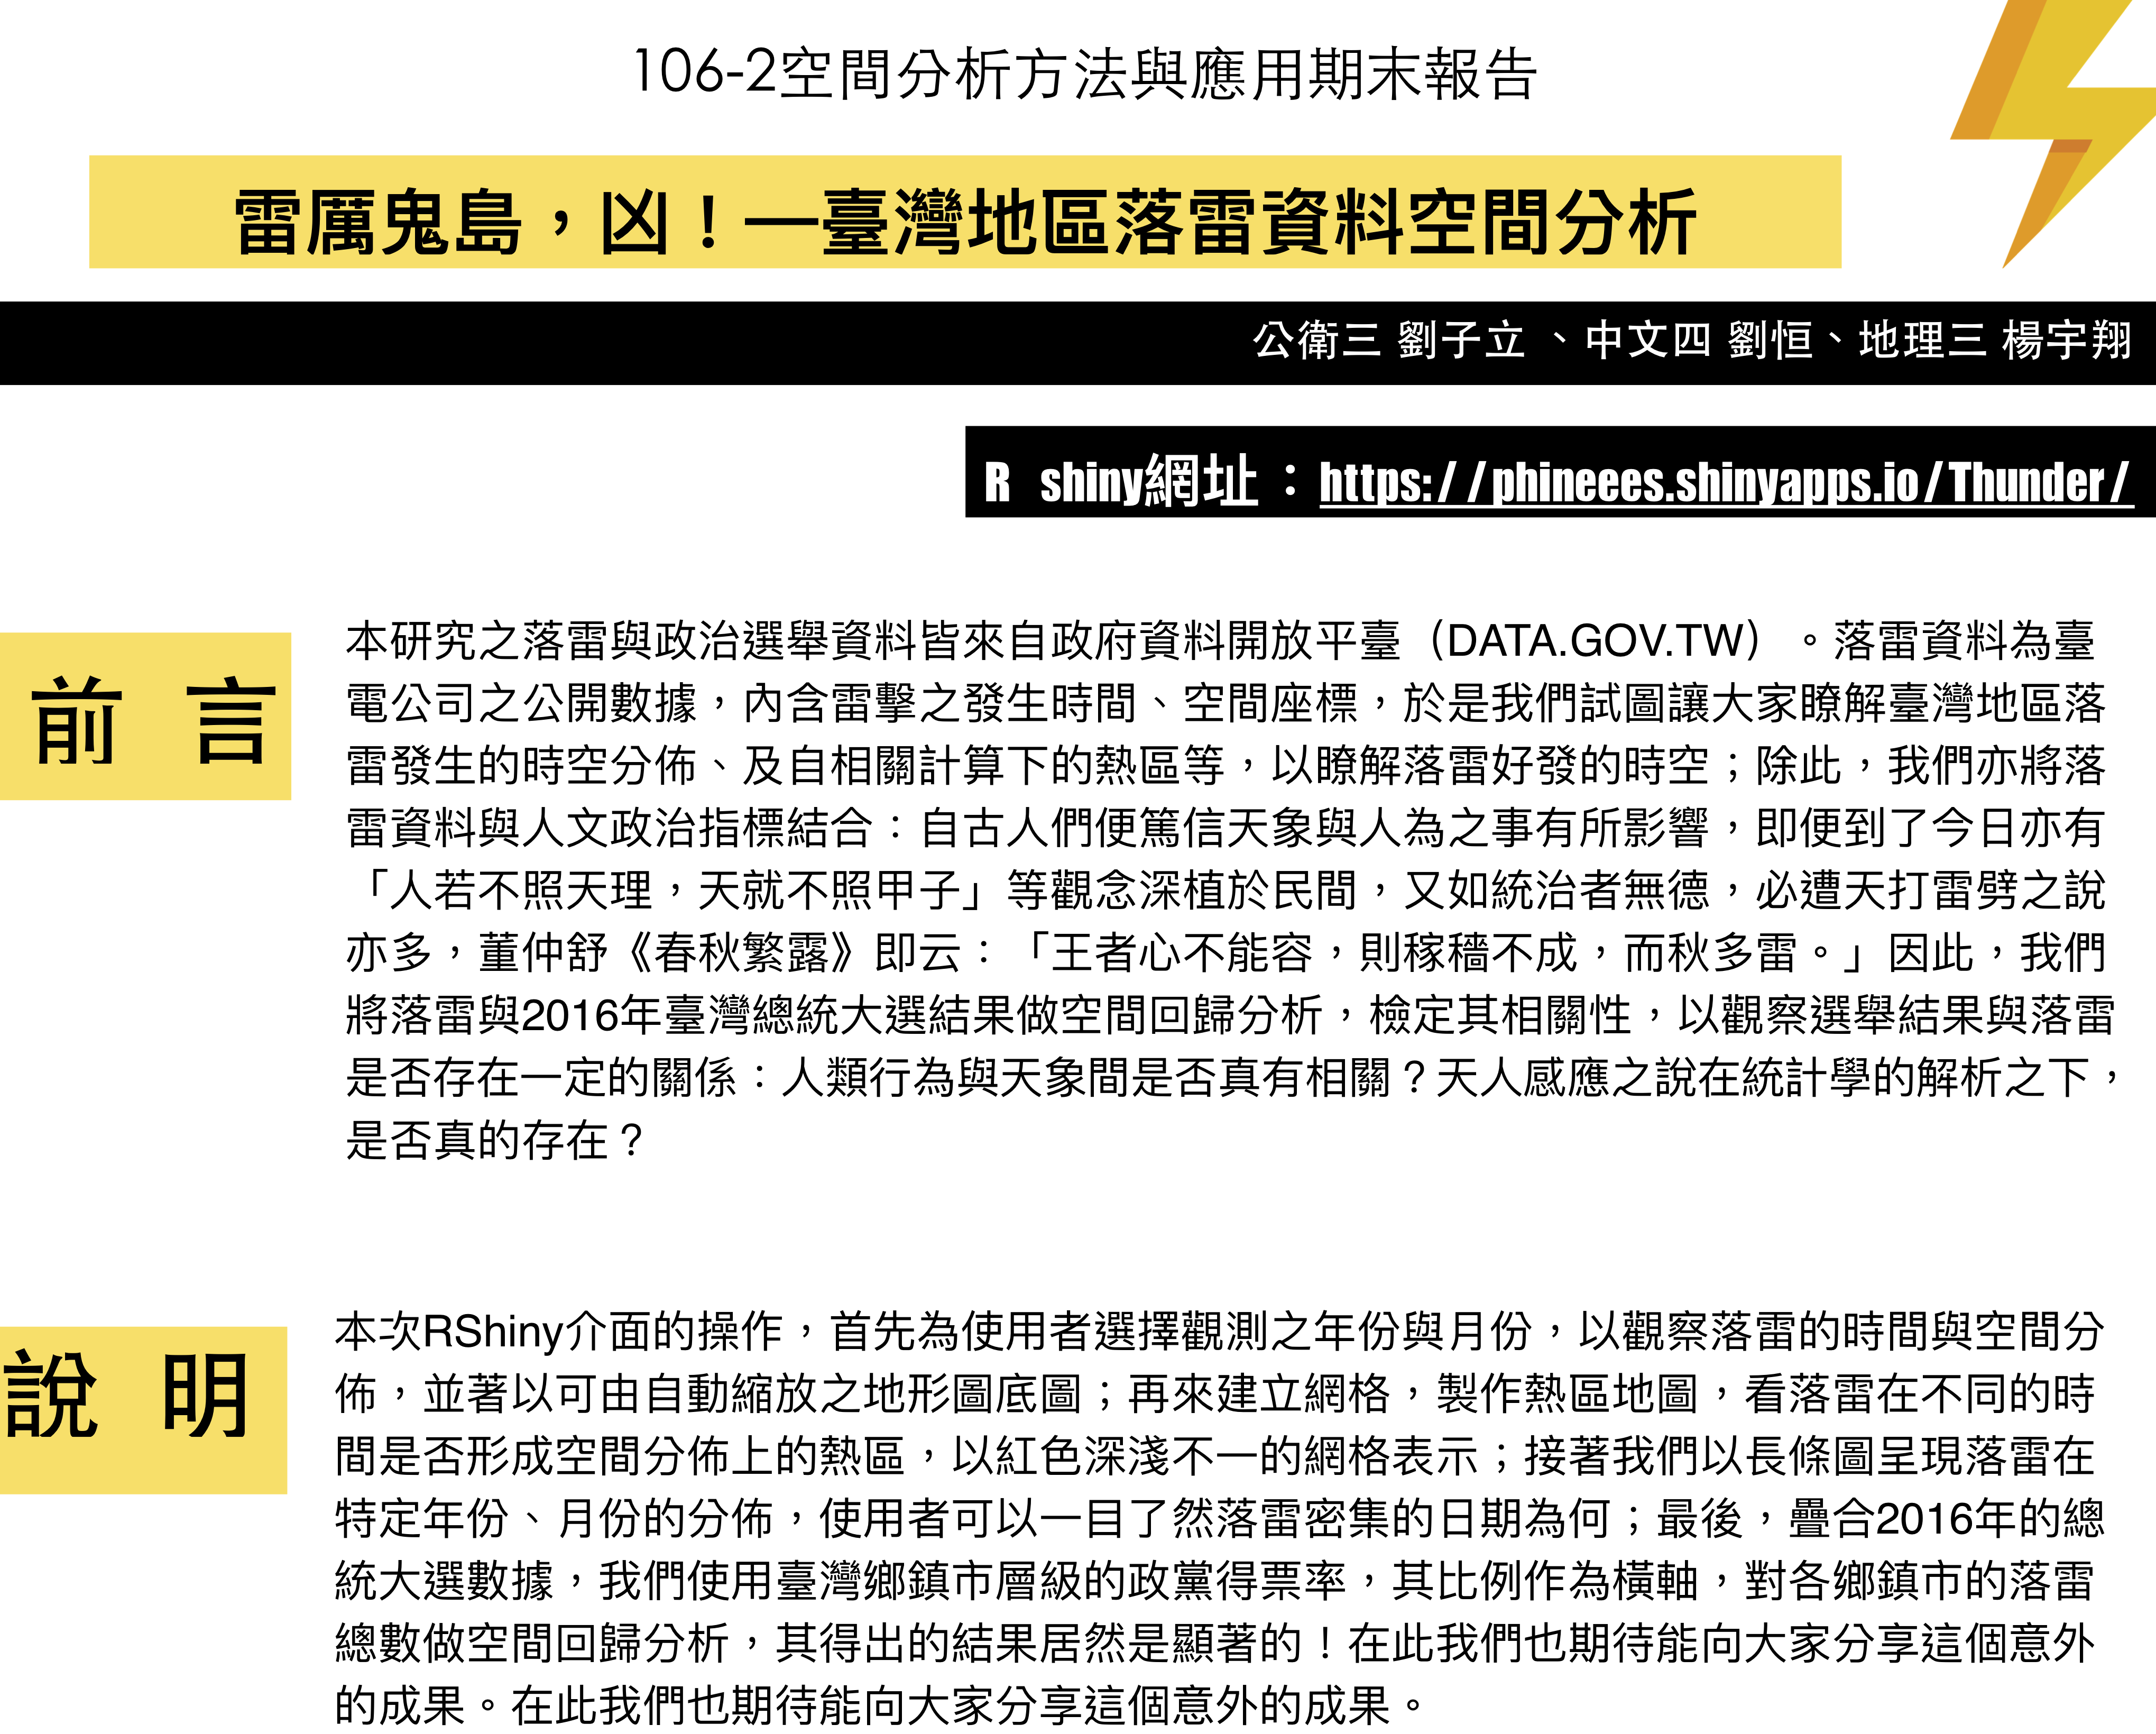 106-2空間分析方法與應用期末報告
雷厲鬼島，凶！—臺灣地區落雷資料空間分析
公衛三 劉子立 、中文四 劉恒、地理三 楊宇翔
R shiny網址：https://phineees.shinyapps.io/Thunder/
前 言
本研究之落雷與政治選舉資料皆來自政府資料開放平臺（DATA.GOV.TW）。落雷資料為臺
電公司之公開數據，內含雷擊之發生時間、空間座標，於是我們試圖讓大家瞭解臺灣地區落
雷發生的時空分佈、及自相關計算下的熱區等，以瞭解落雷好發的時空；除此，我們亦將落
雷資料與人文政治指標結合：自古人們便篤信天象與人為之事有所影響，即便到了今日亦有
「人若不照天理，天就不照甲子」等觀念深植於民間，又如統治者無德，必遭天打雷劈之說
亦多，董仲舒《春秋繁露》即云：「王者心不能容，則稼穡不成，而秋多雷。」因此，我們
將落雷與2016年臺灣總統大選結果做空間回歸分析，檢定其相關性，以觀察選舉結果與落雷
是否存在一定的關係：人類行為與天象間是否真有相關？天人感應之說在統計學的解析之下，
是否真的存在？
說 明
本次RShiny介面的操作，首先為使用者選擇觀測之年份與月份，以觀察落雷的時間與空間分
佈，並著以可由自動縮放之地形圖底圖；再來建立網格，製作熱區地圖，看落雷在不同的時
間是否形成空間分佈上的熱區，以紅色深淺不一的網格表示；接著我們以長條圖呈現落雷在
特定年份、月份的分佈，使用者可以一目了然落雷密集的日期為何；最後，疊合2016年的總
統大選數據，我們使用臺灣鄉鎮市層級的政黨得票率，其比例作為橫軸，對各鄉鎮市的落雷
總數做空間回歸分析，其得出的結果居然是顯著的！在此我們也期待能向大家分享這個意外
的成果。在此我們也期待能向大家分享這個意外的成果。